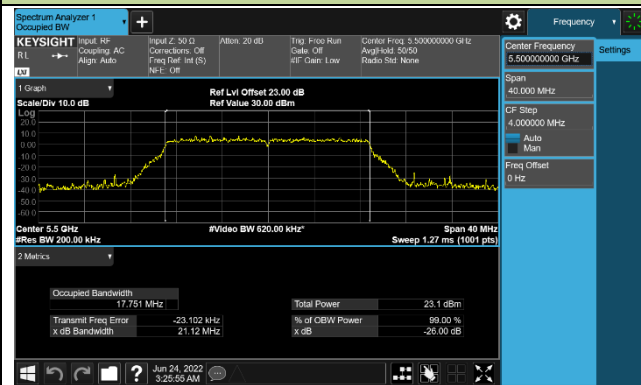 Spectrum Analyzer 1
Occupied BW
Frequency
KEYSIGHT
RL
Input: RF
Coupling: AC
Align: Auto
Input Z: 50 Ω
Corrections: Off
Freq Ref: Int (S)
NFE: Off
Atten: 20 dB
Trig: Free Run
Gate: Off
#IF Gain: Low
Center Freq: 5.500000000 GHz
Avg|Hold: 50/50
Radio Std: None
LXI
Center Frequency
5.500000000 GHz
Settings
Span
40.000 MHz
CF Step
4.000000 MHz
Auto
Man
Freq Offset
0 Hz
1 Graph
Scale/Div 10.0 dB
Ref Lvl Offset 23.00 dB
Ref Value 30.00 dBm
Log
20.0
10.0
0.00
-10.0
-20.0
-30.0
-40.0
-50.0
-60.0
Center 5.5 GHz
#Res BW 200.00 kHz
#Video BW 620.00 kHz*
Span 40 MHz
Sweep 1.27 ms (1001 pts)
2 Metrics
Occupied Bandwidth
17.751 MHz
Total Power 23.1 dBm
Transmit Freq Error -23.102 kHz
% of OBW Power 99.00 %
x dB Bandwidth 21.12 MHz
x dB -26.00 dB
Jun 24, 2022
3:25:55 AM